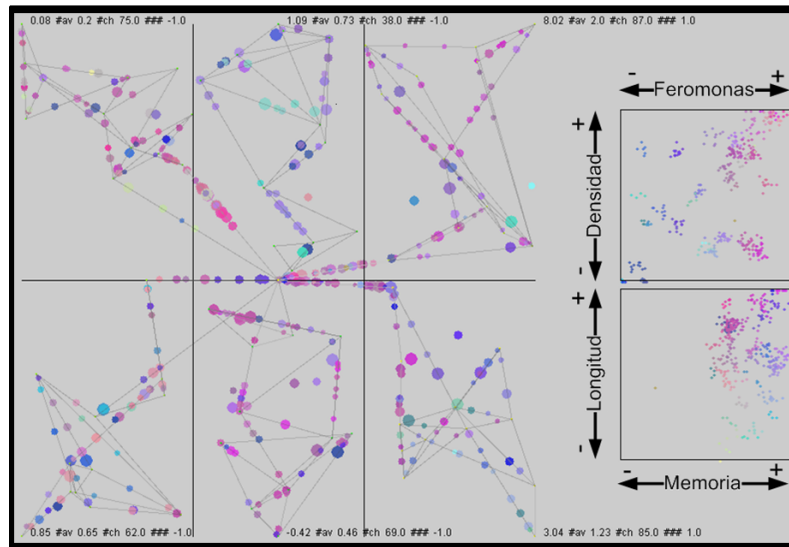 0.08 #av 0.2 #ch 75.0 ### -1.0
1.09 #av 0.73 #ch 38.0 ### -1.0
8.02 #av 2.0 #ch 87.0 ### 1.0
- +
Feromonas
+
Densidad
-
+
Longitud
-
- +
Memoria
0.85 #av 0.65 #ch 62.0 ### -1.0
-0.42 #av 0.46 #ch 69.0 ### -1.0
3.04 #av 1.23 #ch 85.0 ### 1.0